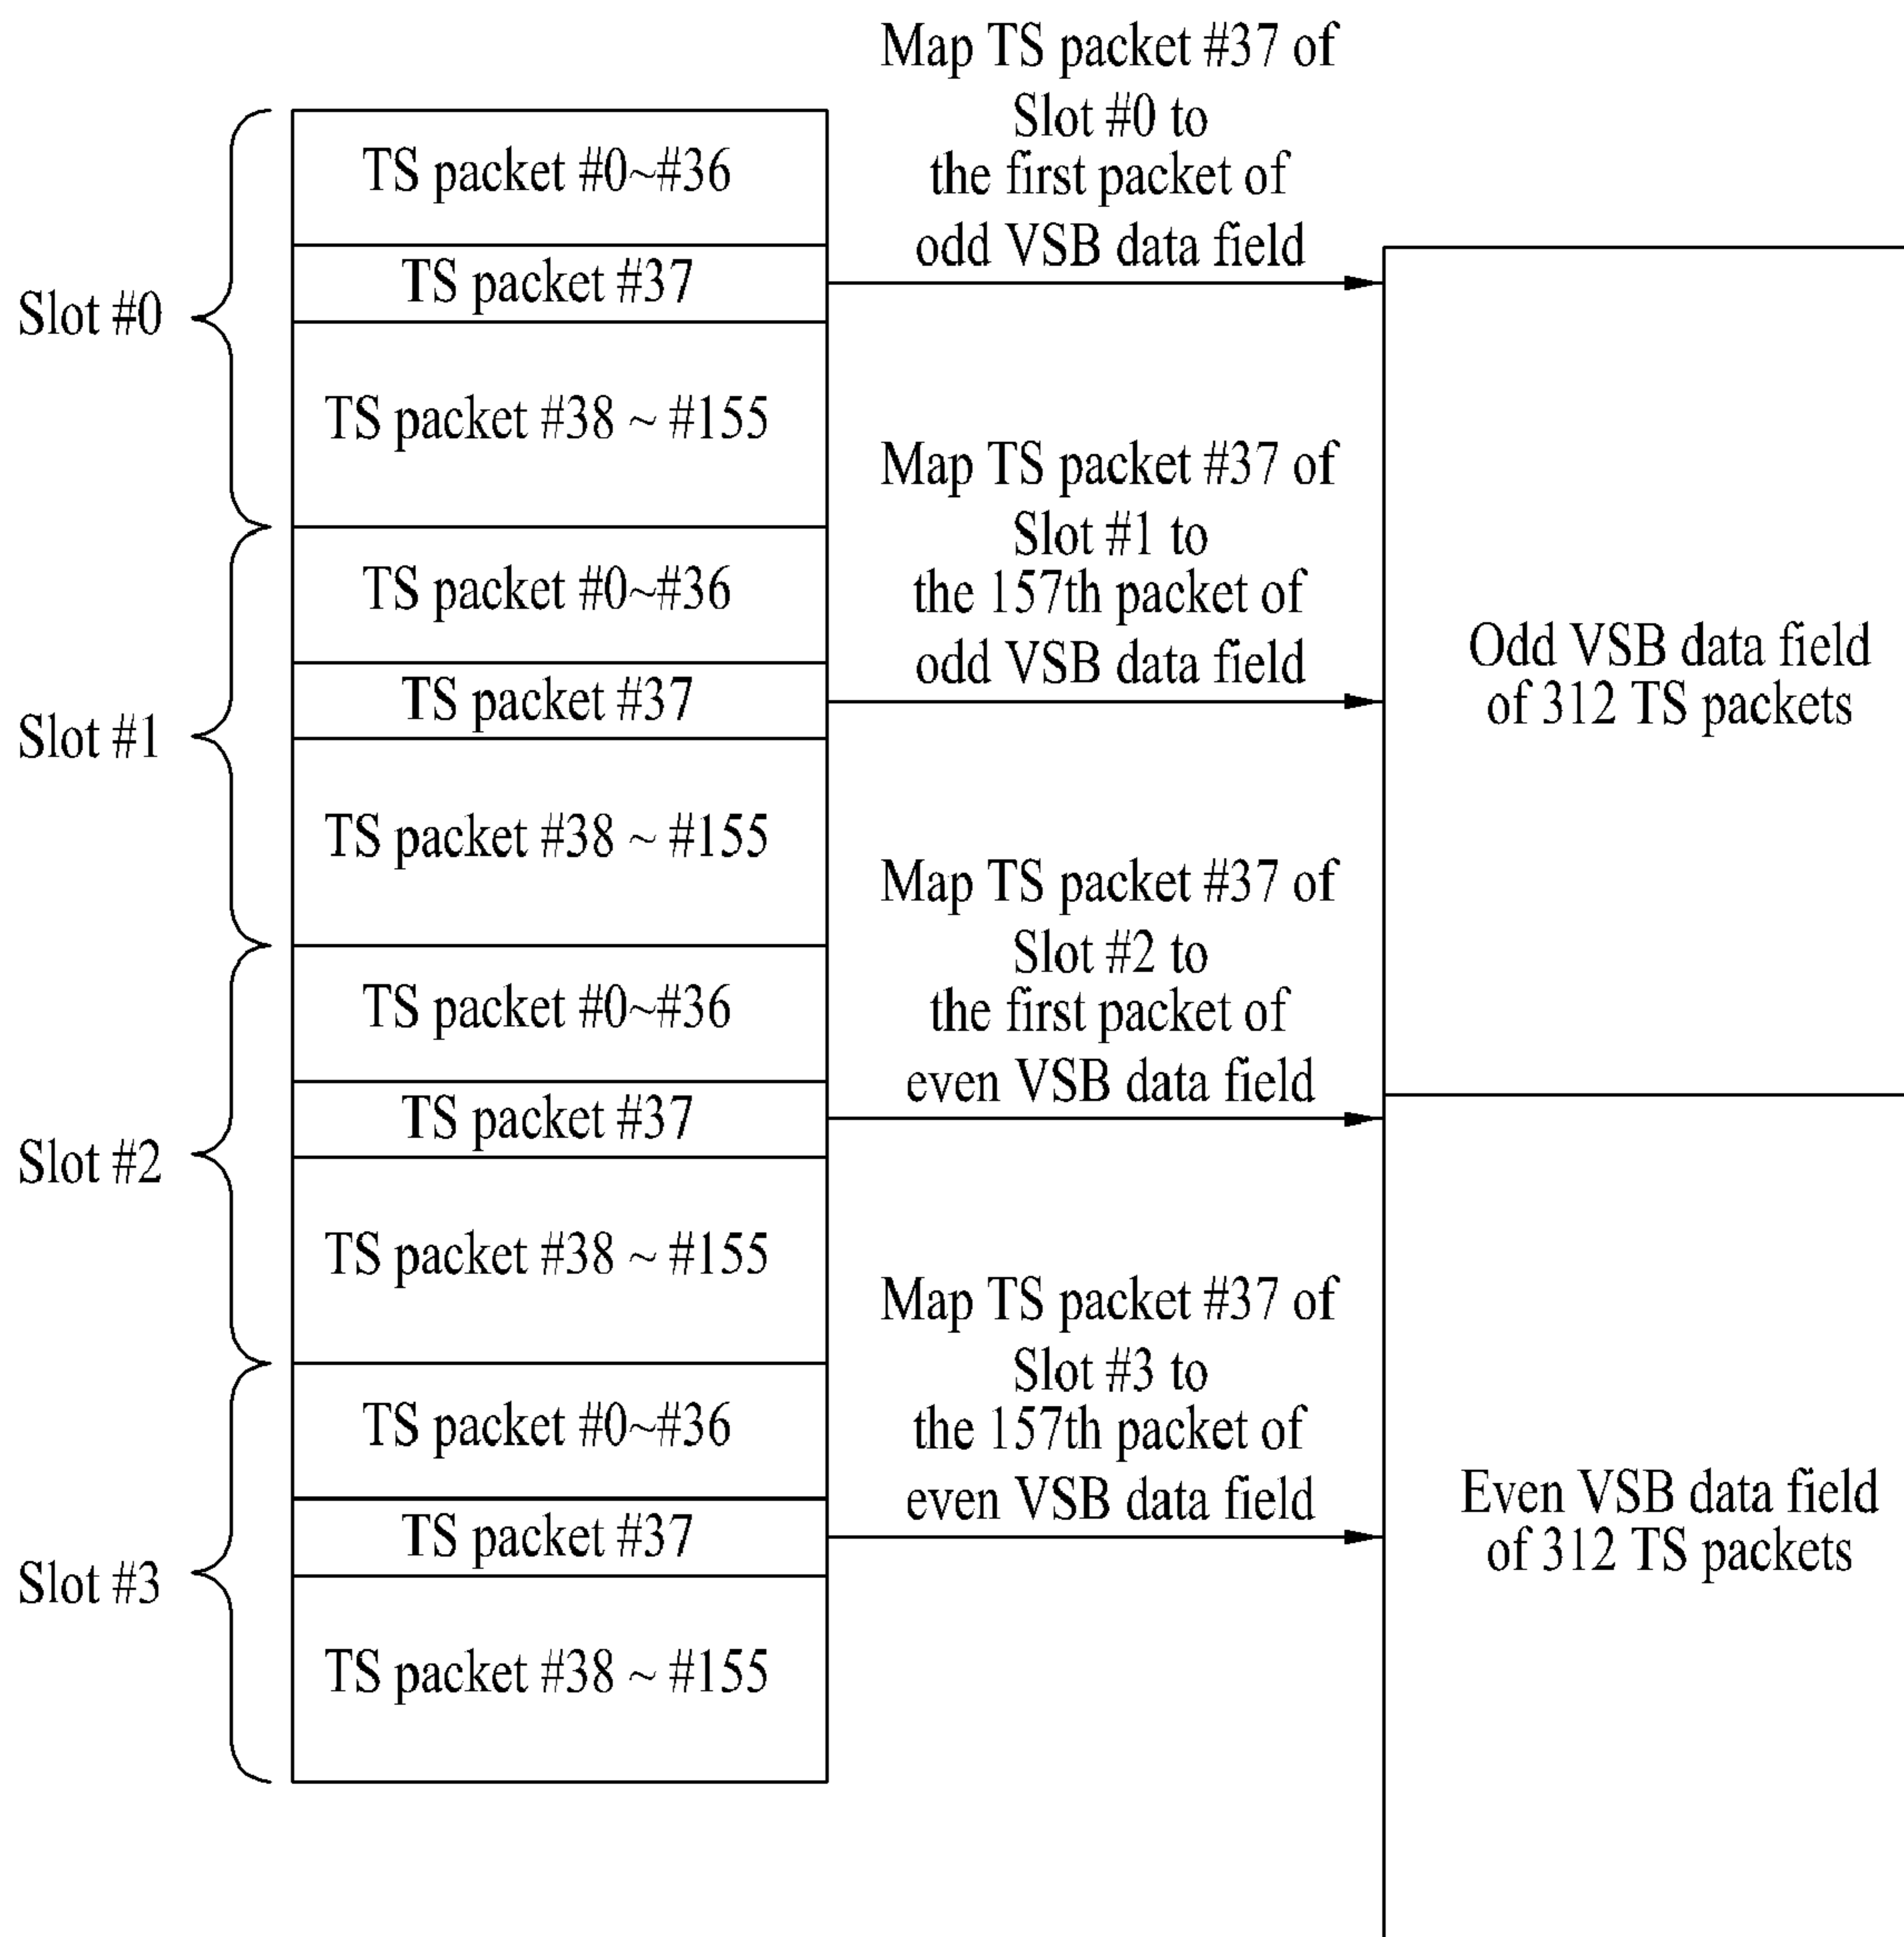 Map TS packet #37 of
Slot #0 to
the first packet of
odd VSB data field
TS packet #0~#36
TS packet #37
Slot #0
TS packet #38 ~ #155
Map TS packet #37 of
Slot #1 to
the 157th packet of
odd VSB data field
TS packet #0~#36
TS packet #37
Slot #1
TS packet #38 ~ #155
Odd VSB data field
of 312 TS packets
Map TS packet #37 of
Slot #2 to
the first packet of
even VSB data field
TS packet #0~#36
TS packet #37
Slot #2
TS packet #38 ~ #155
Map TS packet #37 of
Slot #3 to
the 157th packet of
even VSB data field
TS packet #0~#36
TS packet #37
Slot #3
TS packet #38 ~ #155
Even VSB data field
of 312 TS packets